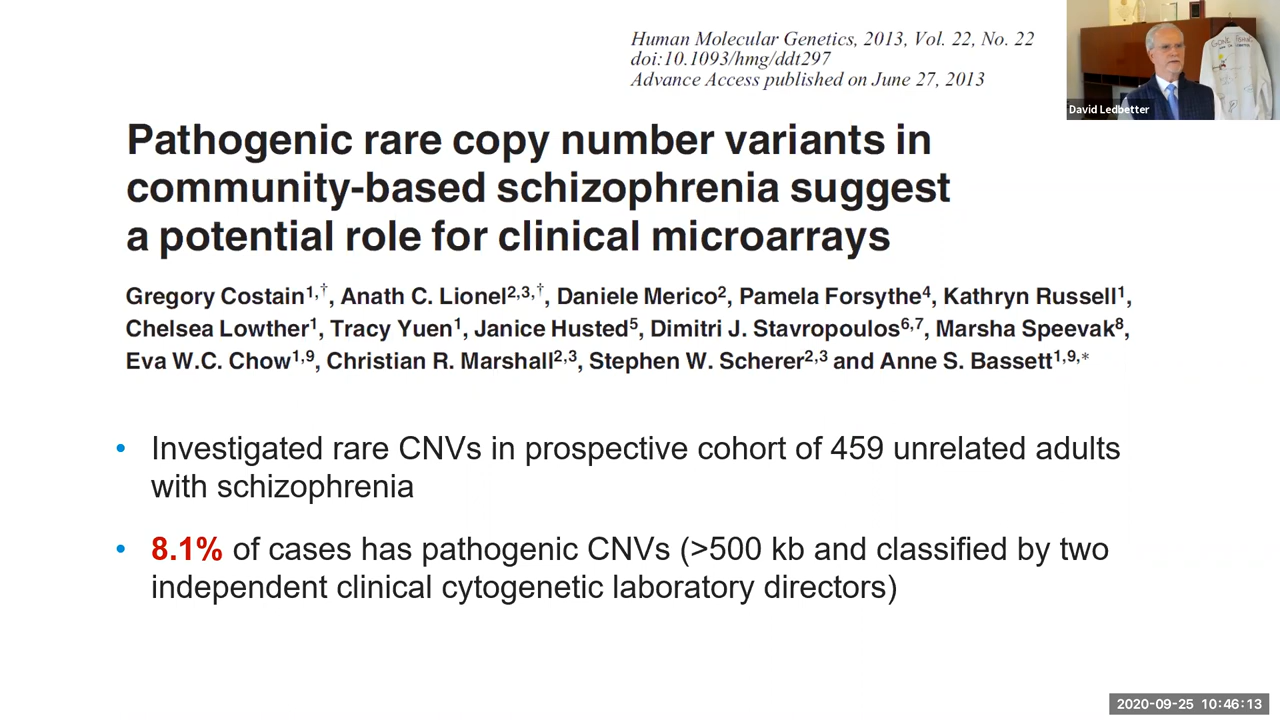 Human Molecular Genetics, 2013, Vol. 22, No. 22
doi:10.1093/hmg/ddt297
Advance Access published on June 27, 2013
David Ledbetter
Pathogenic rare copy number variants in
community-based schizophrenia suggest
a potential role for clinical microarrays
Gregory Costain1,†, Anath C. Lionel2,3,†, Daniele Merico2, Pamela Forsythe4, Kathryn Russell1,
Chelsea Lowther1, Tracy Yuen1, Janice Husted5, Dimitri J. Stavropoulos6,7, Marsha Speevak8,
Eva W.C. Chow1,9, Christian R. Marshall2,3, Stephen W. Scherer2,3 and Anne S. Bassett1,9,*
• Investigated rare CNVs in prospective cohort of 459 unrelated adults
with schizophrenia
• 8.1% of cases has pathogenic CNVs (>500 kb and classified by two
independent clinical cytogenetic laboratory directors)
2020-09-25 10:46:13